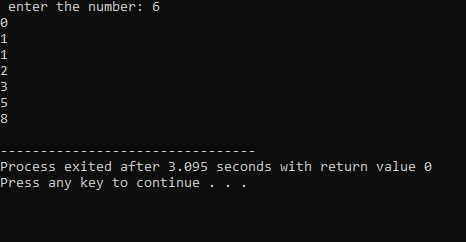 enter the number: 6
0
1
1
2
3
5
8
--------------------------------
Process exited after 3.095 seconds with return value 0
Press any key to continue . . .